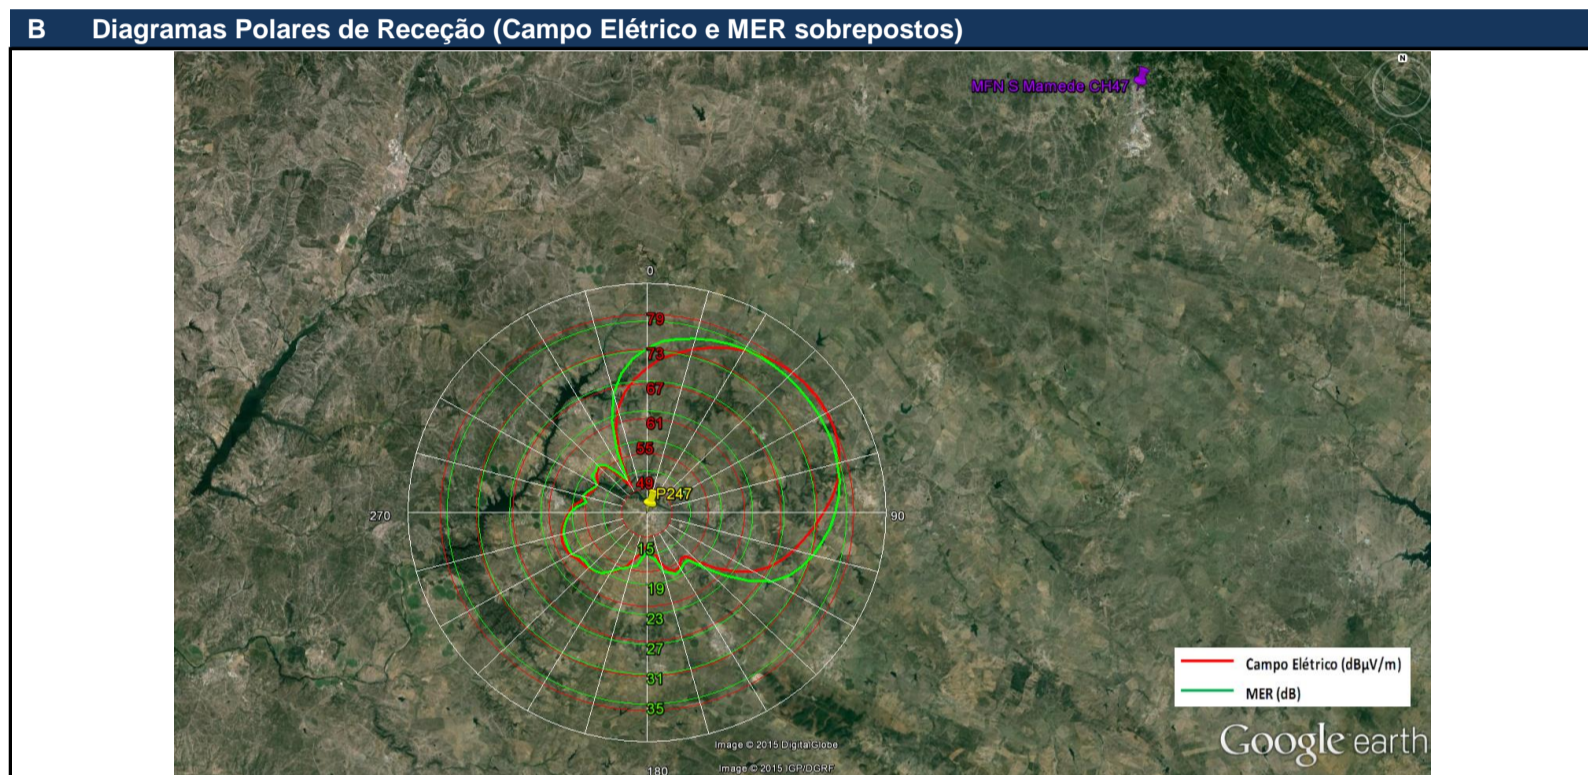 B Diagramas Polares de Receção (Campo Elétrico e MER sobrepostos)
N
MFN S Mamede CH47
0
79
73
67
61
55
49
P247
270
90
15
19
23
27
31
35
180
Campo Elétrico (dBµV/m)
MER (dB)
Google earth
Image © 2015 DigitalGlobe
Image © 2015 IGP/DGRF